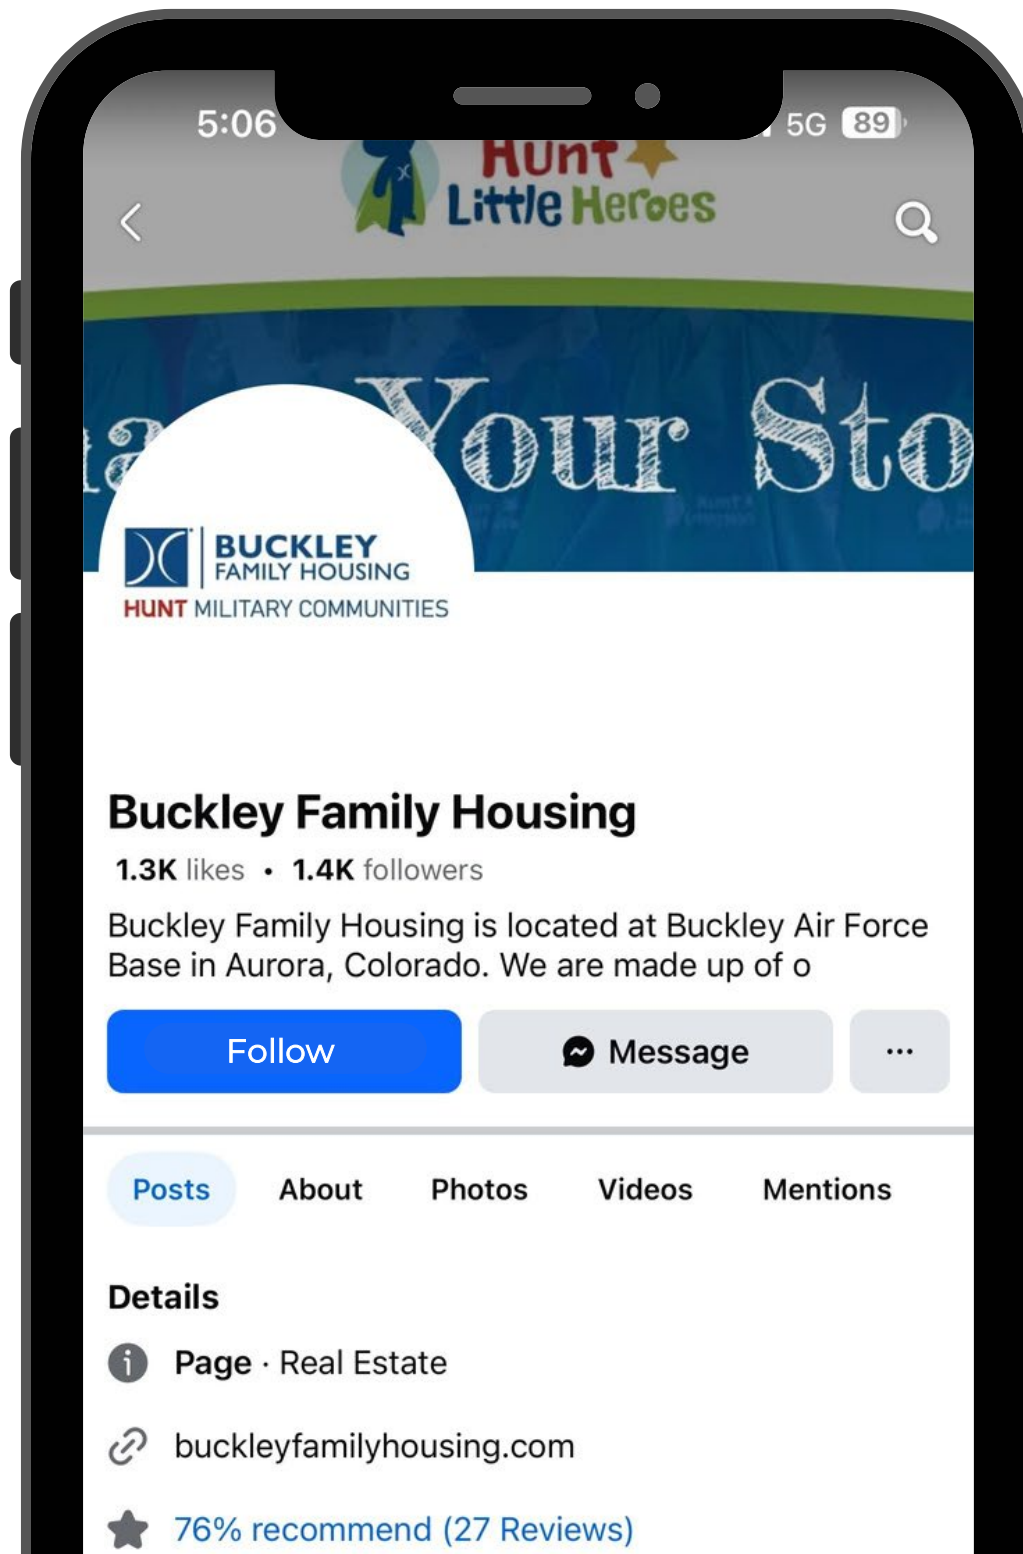 5:06
5G 89
Hunt
Little Heroes
Your Sto
BUCKLEY
FAMILY HOUSING
HUNT MILITARY COMMUNITIES
Buckley Family Housing
1.3K likes • 1.4K followers
Buckley Family Housing is located at Buckley Air Force
Base in Aurora, Colorado. We are made up of o
Follow
Message
...
Posts About Photos Videos Mentions
Details
Page · Real Estate
buckleyfamilyhousing.com
76% recommend (27 Reviews)